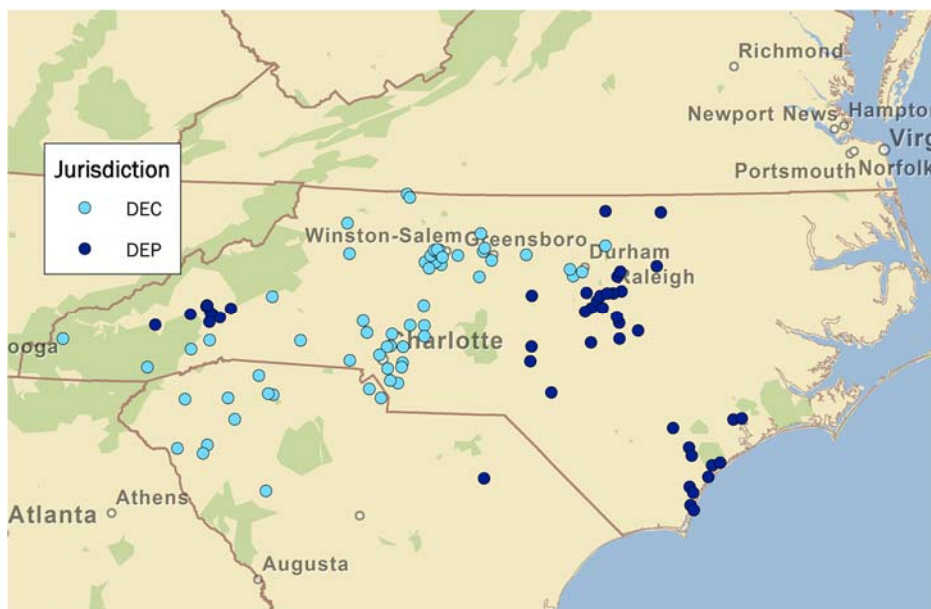 Richmond
Newport News
Hampton
Virg
Portsmouth
Norfolk
Jurisdiction
DEC
DEP
Winston-Salem
Greensboro
Durham
Raleigh
ooga
harlotte
Athens
Atlanta
Augusta